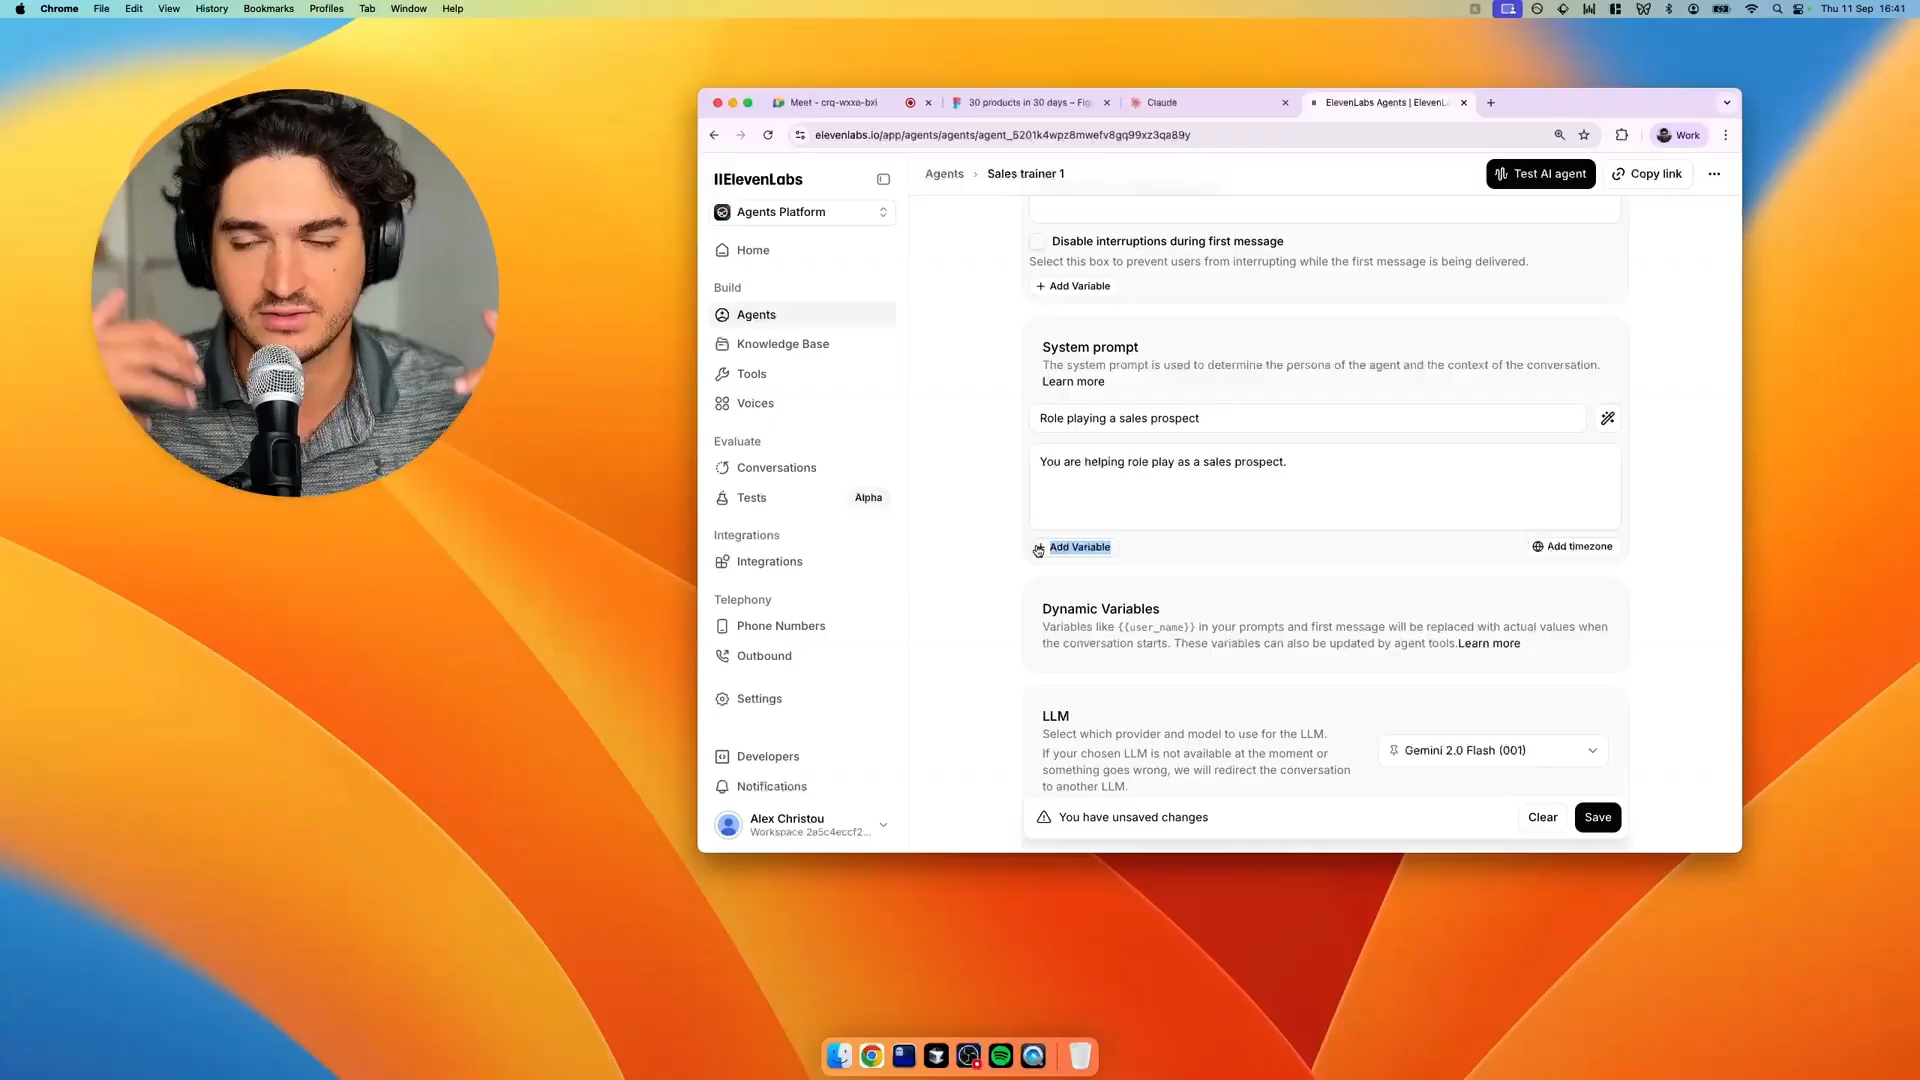 Chrome File Edit View History Bookmarks Profiles Tab Window Help
Thu 11 Sep 16:41
Meet - crq-wxxo-bxi
30 products in 30 days – Fig
Claude
ElevenLabs Agents | ElevenL
elevenlabs.io/app/agents/agents/agent_5201k4wpz8mwefv8gq99xz3qa89y
Work
IIElevenLabs
Agents Platform
Home
Build
Agents
Knowledge Base
Tools
Voices
Evaluate
Conversations
Tests
Alpha
Integrations
Integrations
Telephony
Phone Numbers
Outbound
Settings
Developers
Notifications
Alex Christou
Workspace 2a5c4eccf2...
Agents › Sales trainer 1
Test AI agent
Copy link
Disable interruptions during first message
Select this box to prevent users from interrupting while the first message is being delivered.
+ Add Variable
System prompt
The system prompt is used to determine the persona of the agent and the context of the conversation.
Learn more
Role playing a sales prospect
You are helping role play as a sales prospect.
Add Variable
Add timezone
Dynamic Variables
Variables like {{user_name}} in your prompts and first message will be replaced with actual values when
the conversation starts. These variables can also be updated by agent tools.Learn more
LLM
Select which provider and model to use for the LLM.
If your chosen LLM is not available at the moment or
something goes wrong, we will redirect the conversation
to another LLM.
Gemini 2.0 Flash (001)
You have unsaved changes
Clear
Save